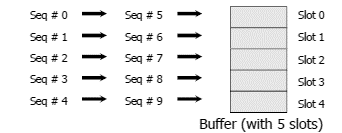 Seq # 0 Seq # 5 Slot 0
Seq # 1 Seq # 6 Slot 1
Seq # 2 Seq # 7 Slot 2
Seq # 3 Seq # 8 Slot 3
Seq # 4 Seq # 9 Slot 4
Buffer (with 5 slots)